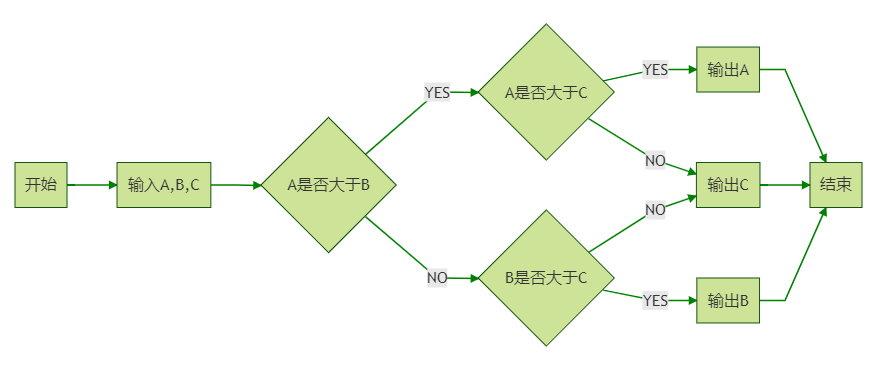 开始
输入A,B,C
A是否大于B
YES
A是否大于C
YES
输出A
NO
输出C
结束
NO
NO
B是否大于C
YES
输出B